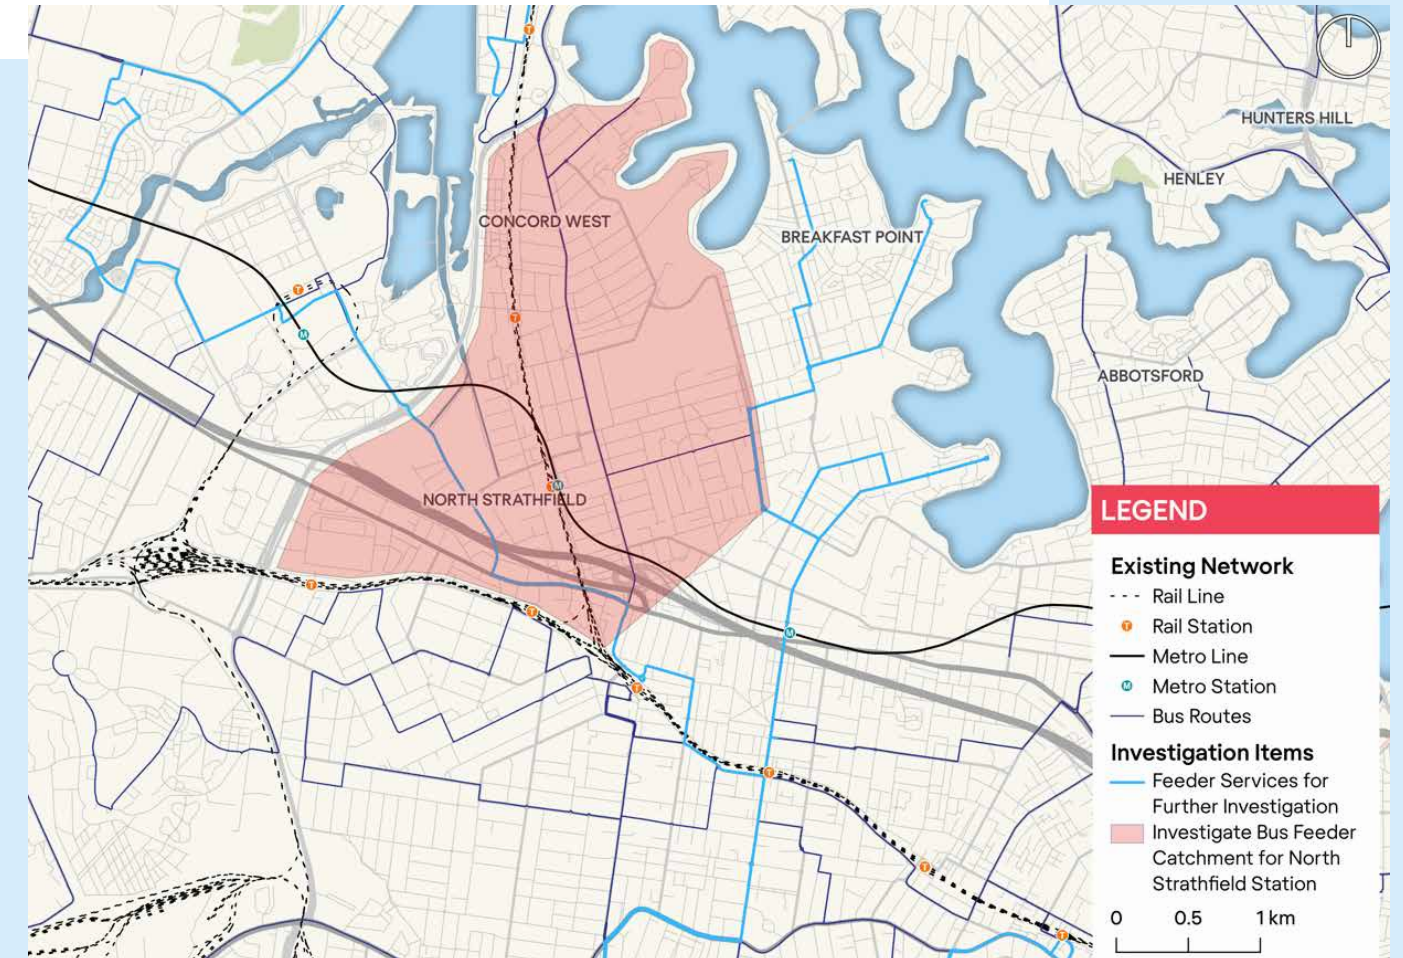 HUNTERS HILL
HENLEY
CONCORD WEST
BREAKFAST POINT
ABBOTSFORD
NORTH STRATHFIELD
LEGEND
Existing Network
Rail Line
T Rail Station
Metro Line
M Metro Station
Bus Routes
Investigation Items
Feeder Services for
Further Investigation
Investigate Bus Feeder
Catchment for North
Strathfield Station
0 0.5 1 km